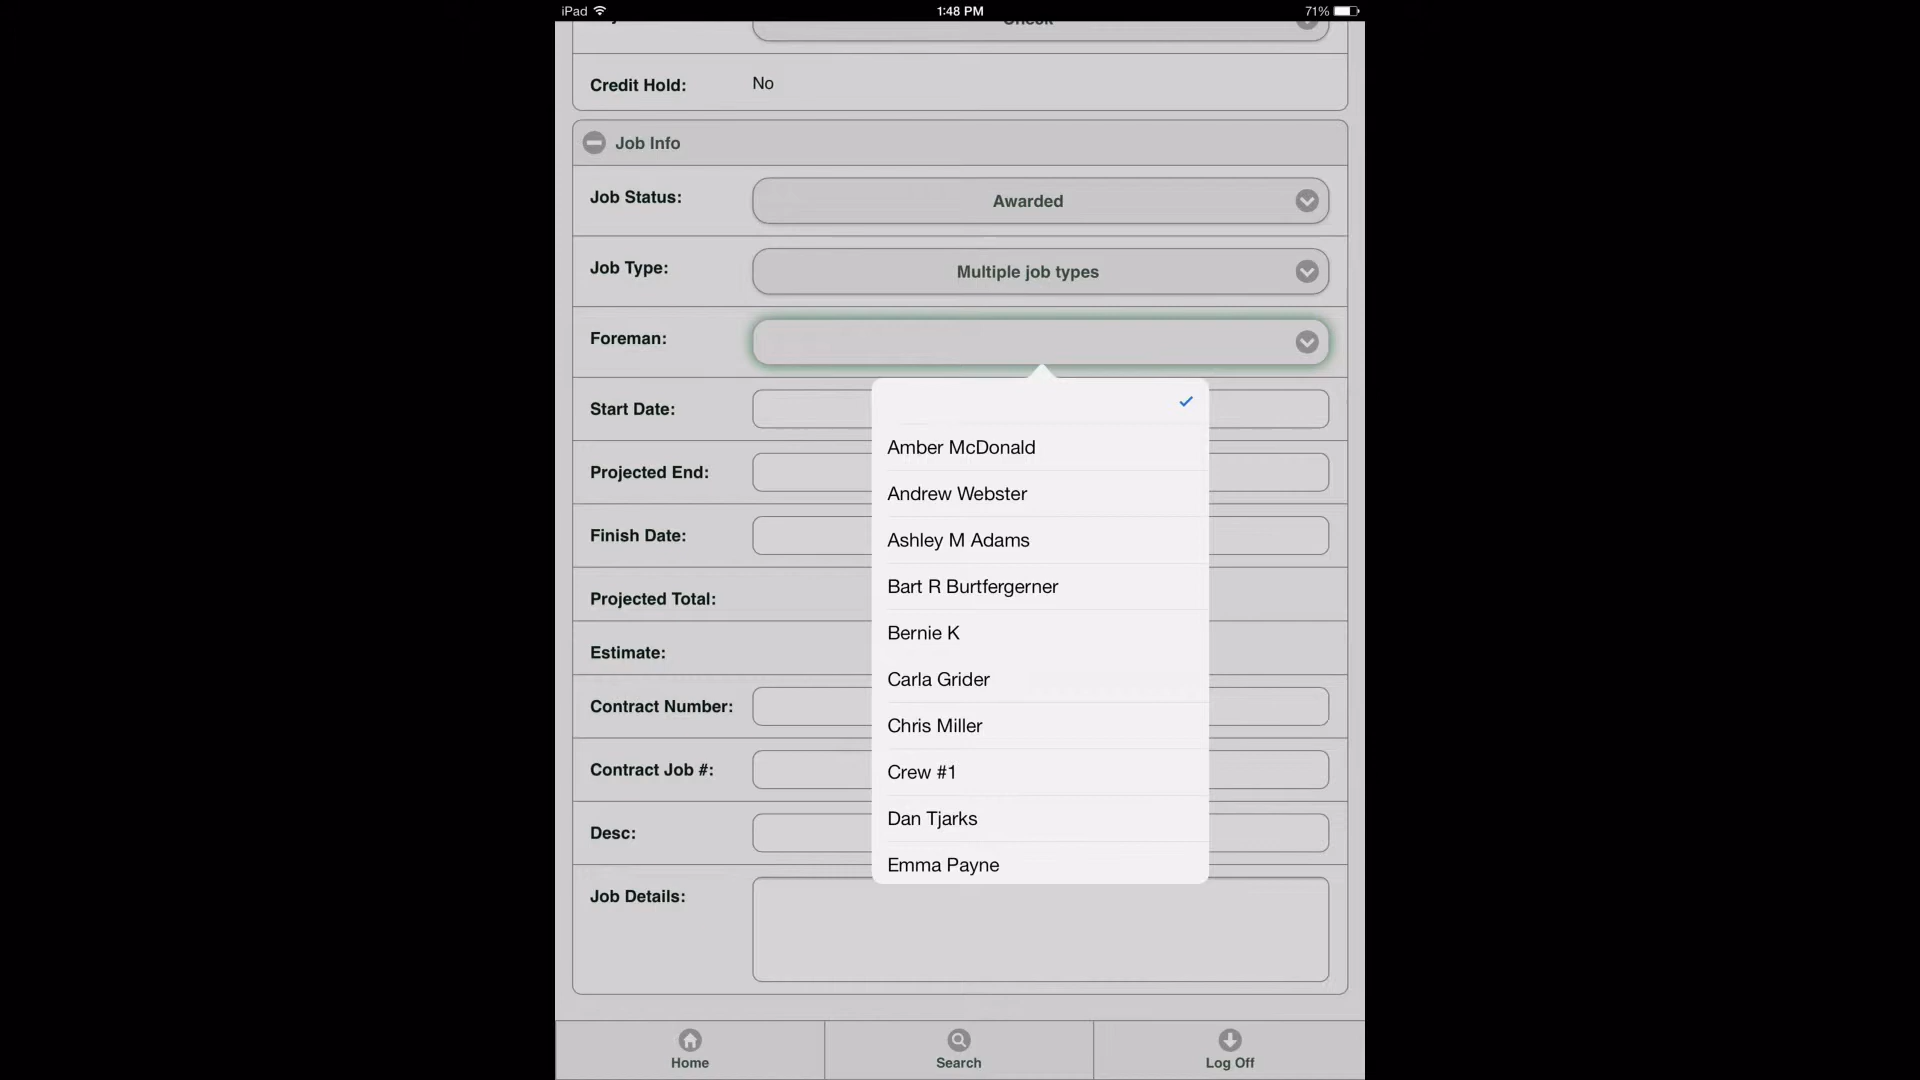 iPad 1:48 PM 71%
Check
Credit Hold: No
Job Info
Job Status: Awarded
Job Type: Multiple job types
Foreman:
Start Date:
Amber McDonald
Projected End:
Andrew Webster
Finish Date:
Ashley M Adams
Bart R Burtfergerner
Projected Total:
Bernie K
Estimate:
Carla Grider
Contract Number:
Chris Miller
Contract Job #:
Crew #1
Desc:
Dan Tjarks
Emma Payne
Job Details:
Home Search Log Off